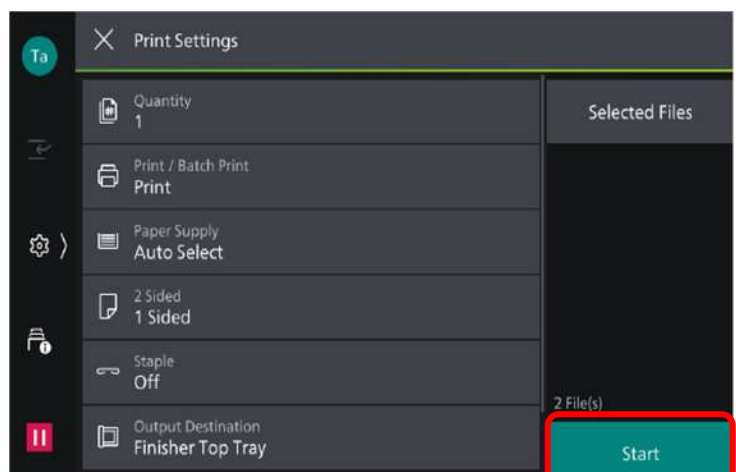 Ta
Print Settings
Quantity
1
Print / Batch Print
Print
Paper Supply
Auto Select
2 Sided
1 Sided
Staple
Off
Output Destination
Finisher Top Tray
Selected Files
2 File(s)
Start